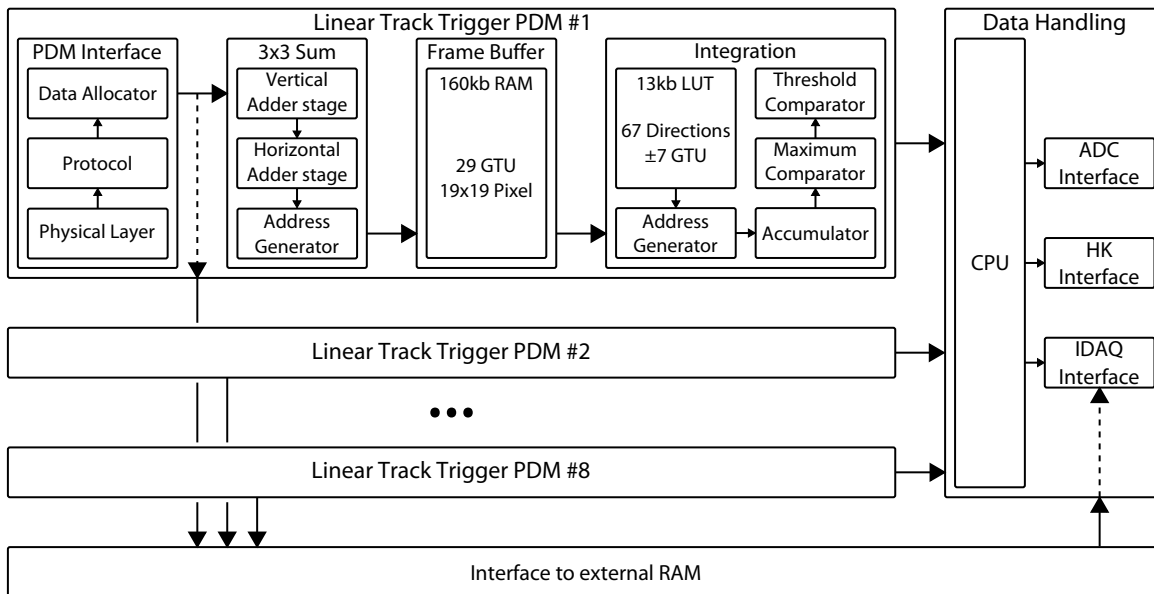 Linear Track Trigger PDM #1
PDM Interface
Data Allocator
Protocol
Physical Layer
3x3 Sum
Vertical
Adder stage
Horizontal
Adder stage
Address
Generator
Frame Buffer
160kb RAM
29 GTU
19x19 Pixel
Integration
13kb LUT
67 Directions
±7 GTU
Address
Generator
Threshold
Comparator
Maximum
Comparator
Accumulator
Data Handling
CPU
ADC
Interface
HK
Interface
IDAQ
Interface
Linear Track Trigger PDM #2
•••
Linear Track Trigger PDM #8
Interface to external RAM